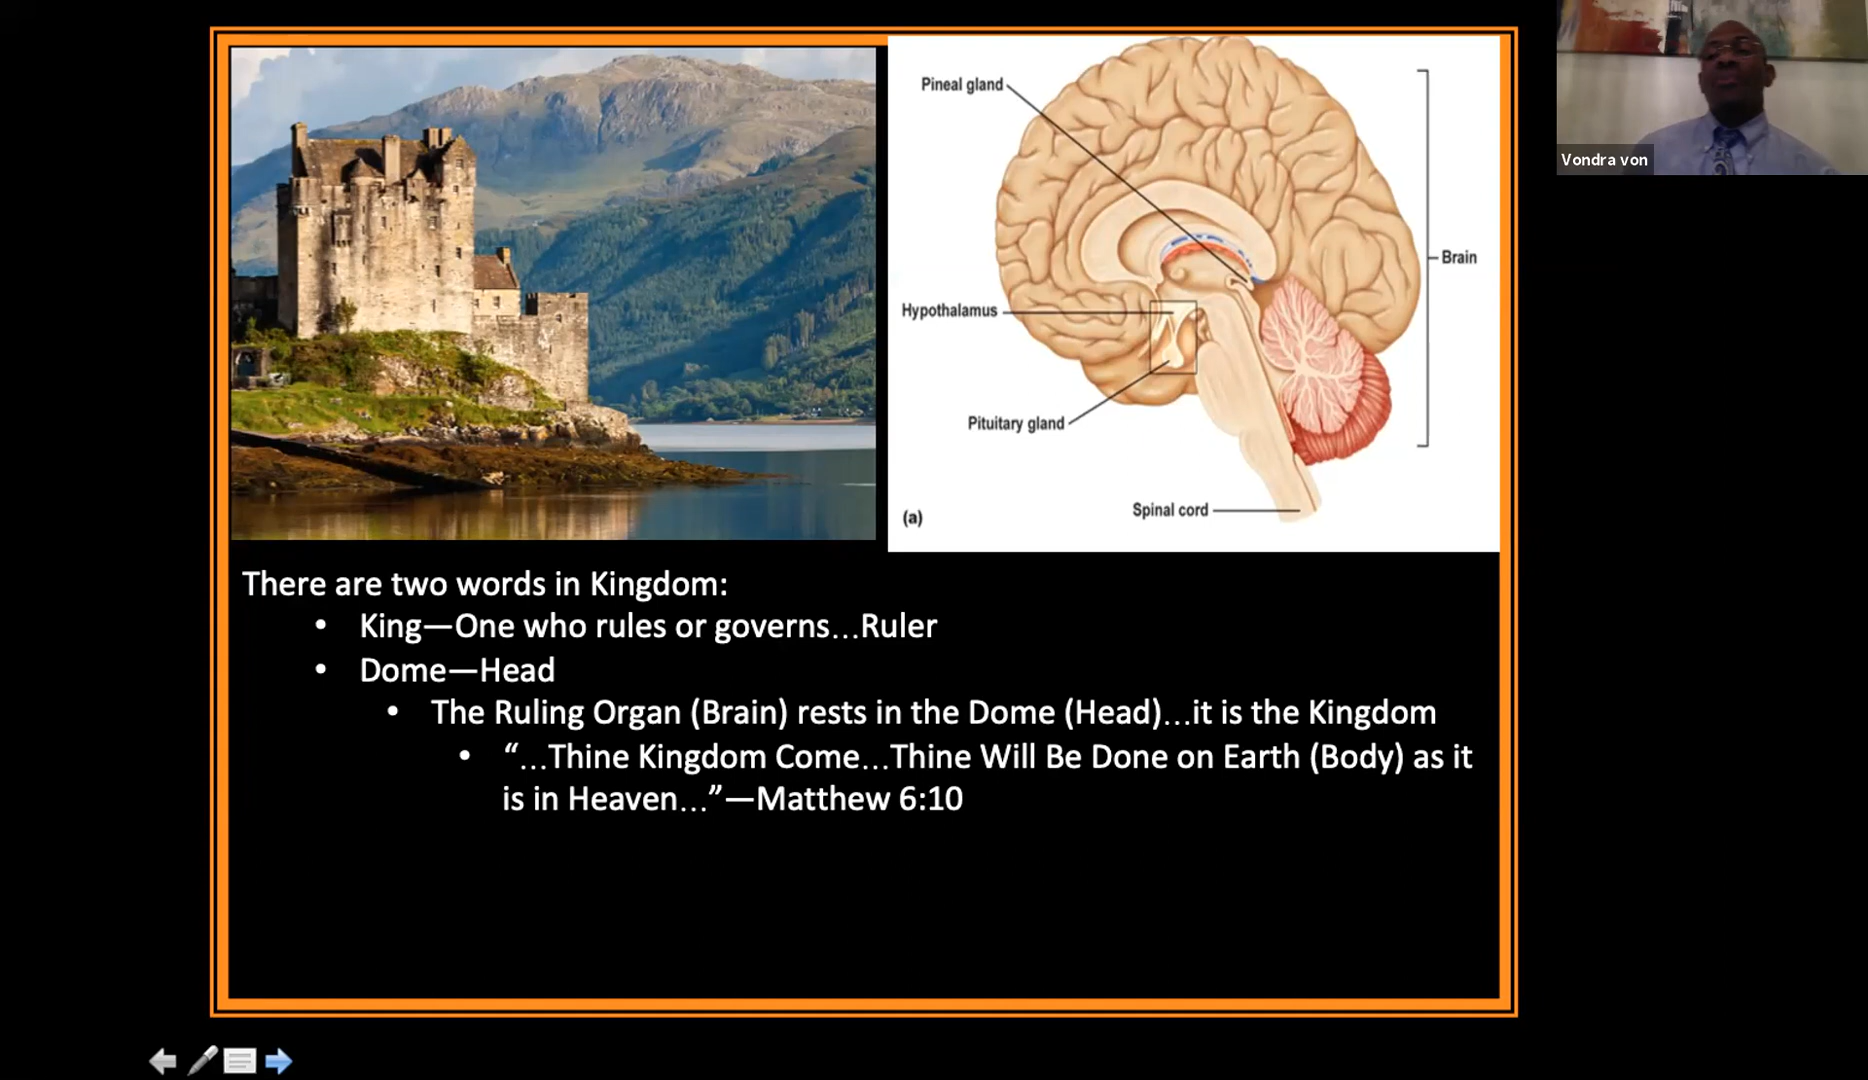 Pineal gland
Brain
Hypothalamus
Pituitary gland
Spinal cord
(a)
Vondra von
There are two words in Kingdom:
• King—One who rules or governs…Ruler
• Dome—Head
• The Ruling Organ (Brain) rests in the Dome (Head)…it is the Kingdom
• “…Thine Kingdom Come…Thine Will Be Done on Earth (Body) as it
is in Heaven…”—Matthew 6:10